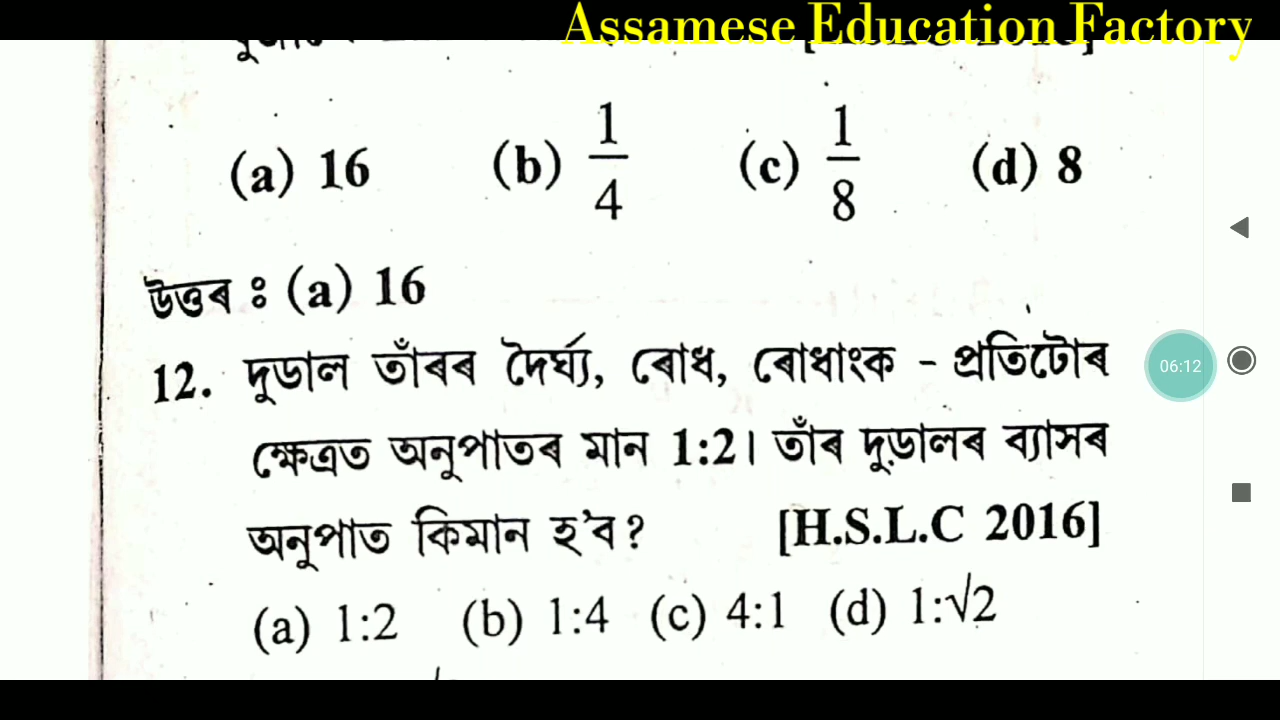 Assamese Education Factory
(a) 16 (b) 1/4 (c) 1/8 (d) 8
উত্তৰ ঃ (a) 16
12. দুডাল তাঁৰৰ দৈৰ্ঘ্য, ৰোধ, ৰোধাংক - প্ৰতিটোৰ
ক্ষেত্ৰত অনুপাতৰ মান 1:2। তাঁৰ দুডালৰ ব্যাসৰ
অনুপাত কিমান হ'ব? [H.S.L.C 2016]
(a) 1:2 (b) 1:4 (c) 4:1 (d) 1:√2
06:12